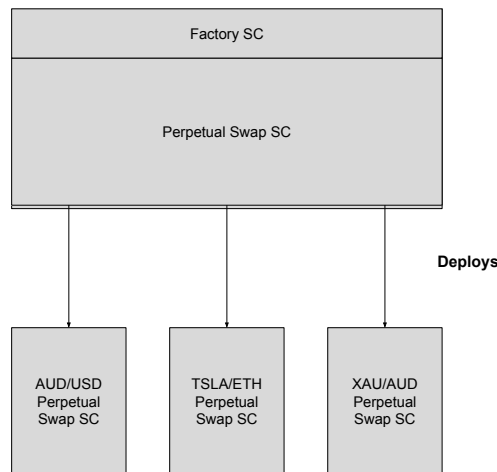 Factory SC
Perpetual Swap SC
Deploys
AUD/USD
Perpetual
Swap SC
TSLA/ETH
Perpetual
Swap SC
XAU/AUD
Perpetual
Swap SC